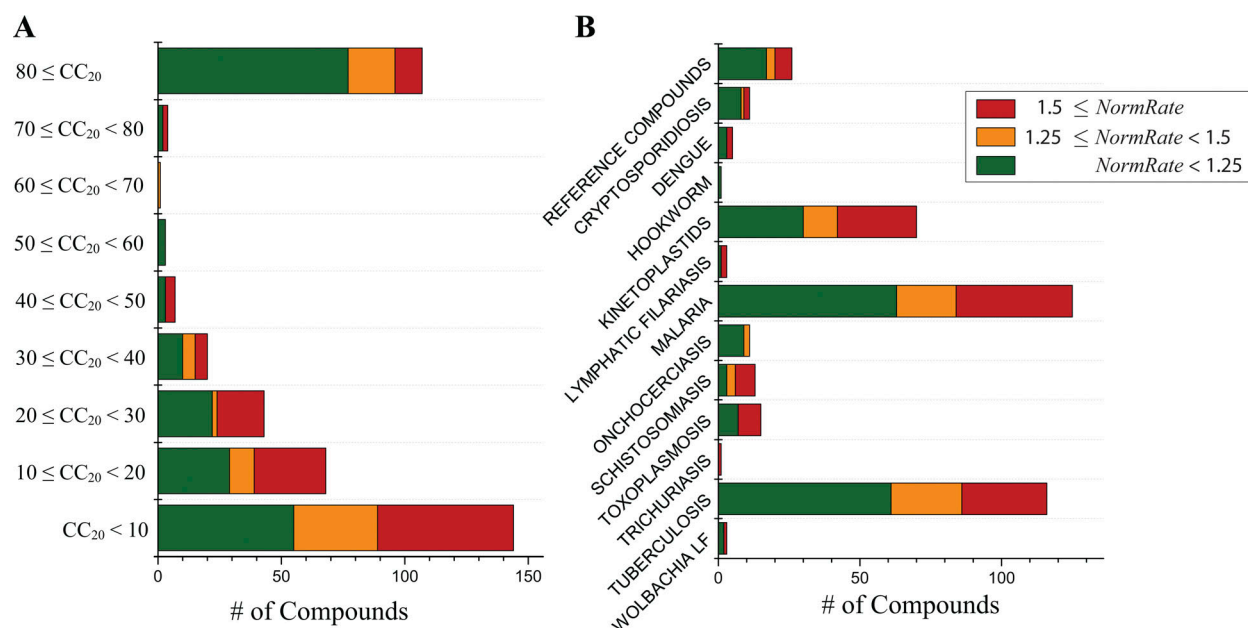 A
80 ≤ CC₂₀
70 ≤ CC₂₀ < 80
60 ≤ CC₂₀ < 70
50 ≤ CC₂₀ < 60
40 ≤ CC₂₀ < 50
30 ≤ CC₂₀ < 40
20 ≤ CC₂₀ < 30
10 ≤ CC₂₀ < 20
CC₂₀ < 10
0 50 100 150
# of Compounds
B
REFERENCE COMPOUNDS
CRYPTOSPORIDIOSIS
DENGUE
HOOKWORM
KINETOPLASTIDS
LYMPHATIC FILARIASIS
MALARIA
ONCHOCERCIASIS
SCHISTOSOMIASIS
TOXOPLASMOSIS
TRICHURIASIS
TUBERCULOSIS
WOLBACHIA LF
0 50 100
# of Compounds
1.5 ≤ NormRate
1.25 ≤ NormRate < 1.5
NormRate < 1.25